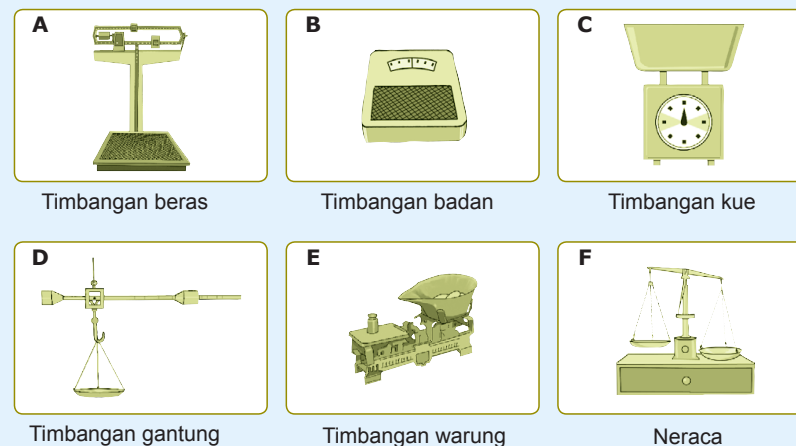 A
B
C
Timbangan beras
Timbangan badan
Timbangan kue
D
E
F
Timbangan gantung
Timbangan warung
Neraca